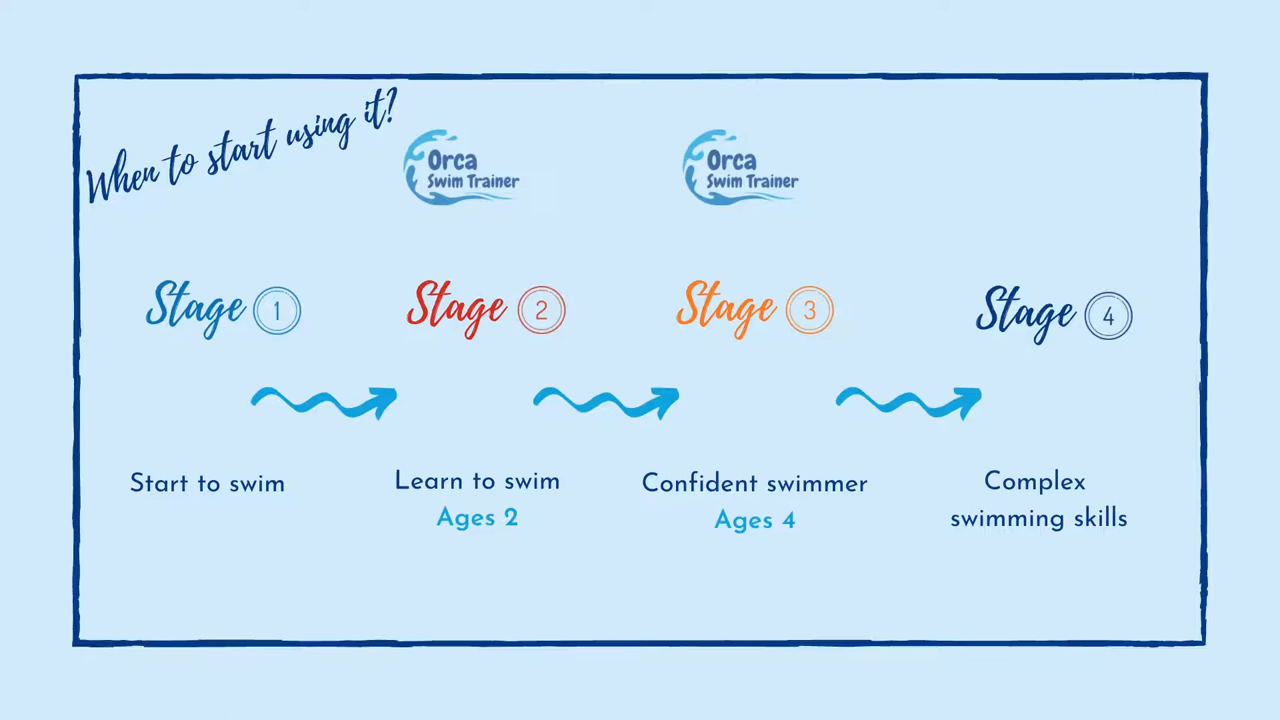 When to start using it?
Orca
Swim Trainer
Orca
Swim Trainer
Stage 1
Stage 2
Stage 3
Stage 4
Start to swim
Learn to swim
Ages 2
Confident swimmer
Ages 4
Complex
swimming skills